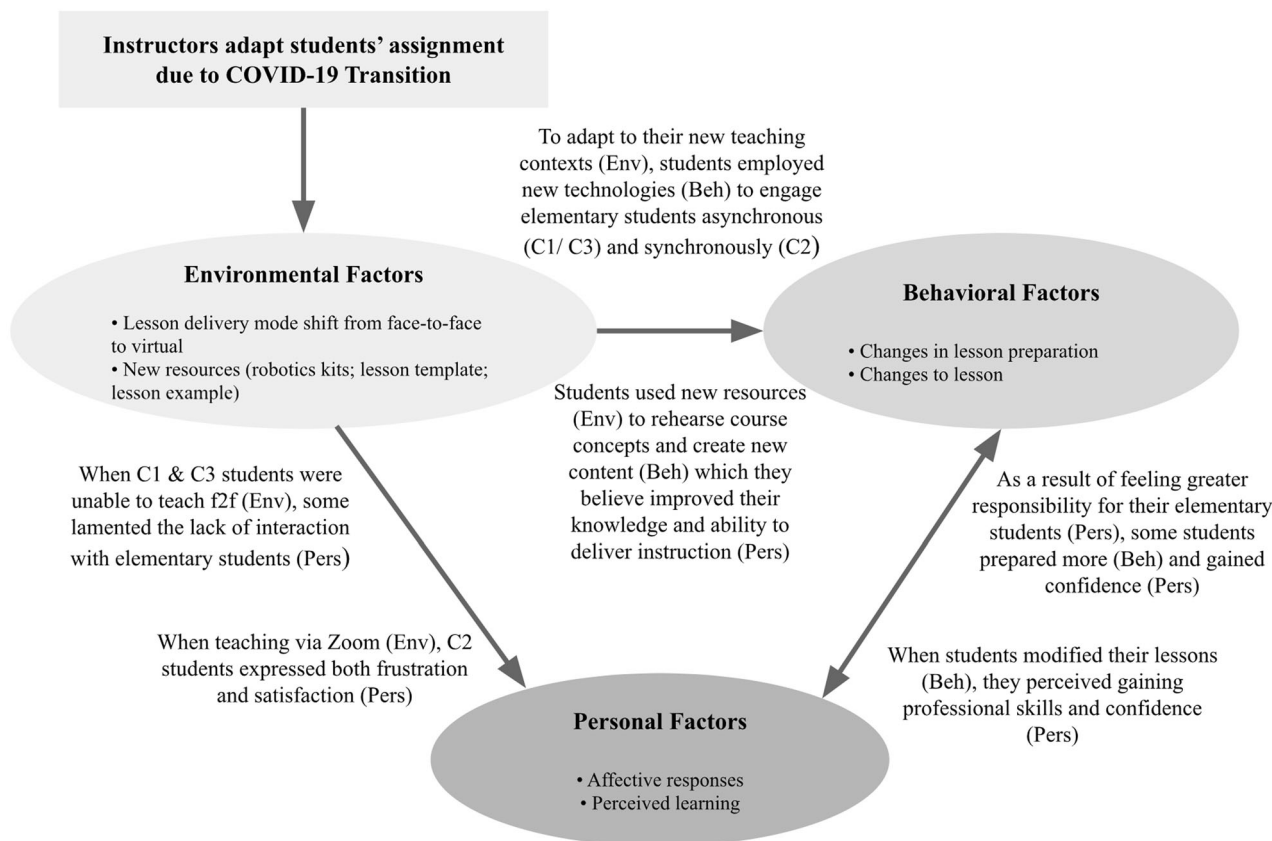 Instructors adapt students’ assignment
due to COVID-19 Transition
To adapt to their new teaching
contexts (Env), students employed
new technologies (Beh) to engage
elementary students asynchronous
(C1/ C3) and synchronously (C2)
Environmental Factors
• Lesson delivery mode shift from face-to-face
to virtual
• New resources (robotics kits; lesson template;
lesson example)
Behavioral Factors
• Changes in lesson preparation
• Changes to lesson
Students used new resources
(Env) to rehearse course
concepts and create new
content (Beh) which they
believe improved their
knowledge and ability to
deliver instruction (Pers)
When C1 & C3 students were
unable to teach f2f (Env), some
lamented the lack of interaction
with elementary students (Pers)
As a result of feeling greater
responsibility for their elementary
students (Pers), some students
prepared more (Beh) and gained
confidence (Pers)
When teaching via Zoom (Env), C2
students expressed both frustration
and satisfaction (Pers)
When students modified their lessons
(Beh), they perceived gaining
professional skills and confidence
(Pers)
Personal Factors
• Affective responses
• Perceived learning